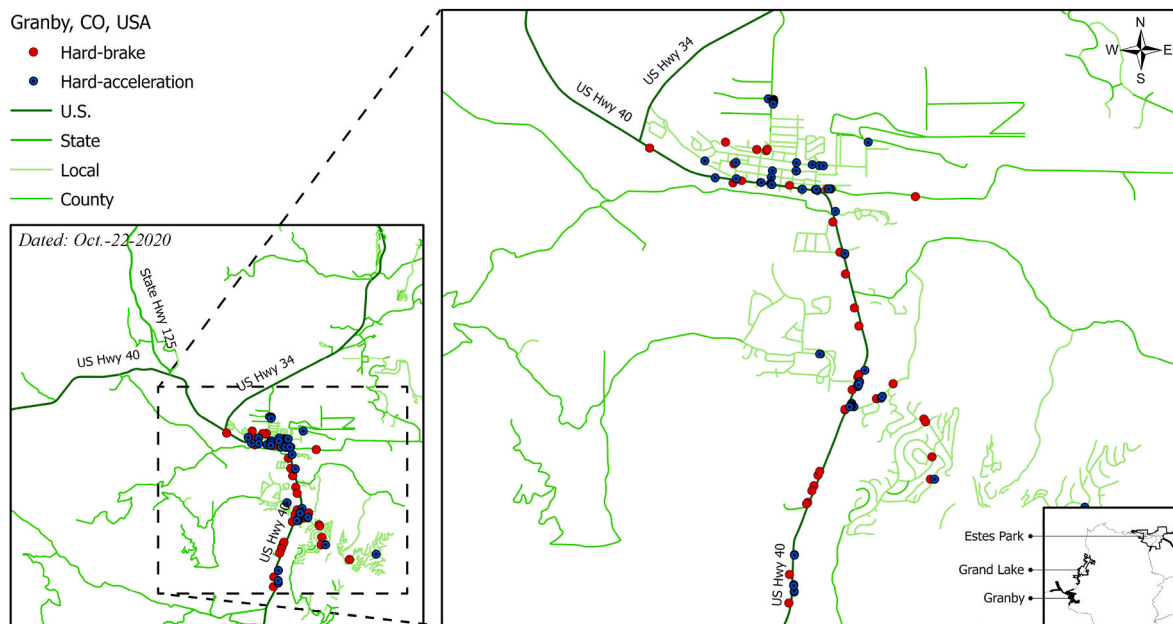 Granby, CO, USA
Hard-brake
Hard-acceleration
U.S.
State
Local
County
Dated: Oct.-22-2020
State Hwy 125
US Hwy 40
US Hwy 34
US Hwy 40
US Hwy 34
US Hwy 40
US Hwy 40
N
W
E
S
Estes Park
Grand Lake
Granby